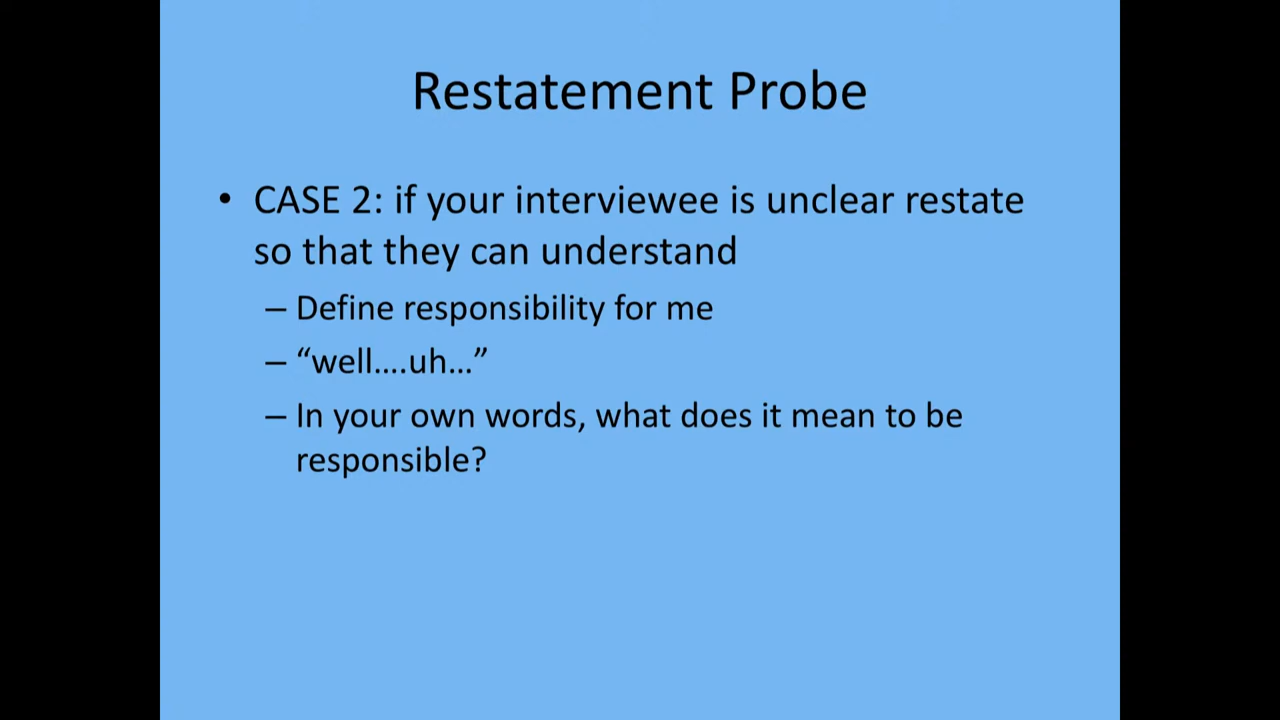 Restatement Probe
• CASE 2: if your interviewee is unclear restate
so that they can understand
– Define responsibility for me
– “well….uh…”
– In your own words, what does it mean to be
responsible?